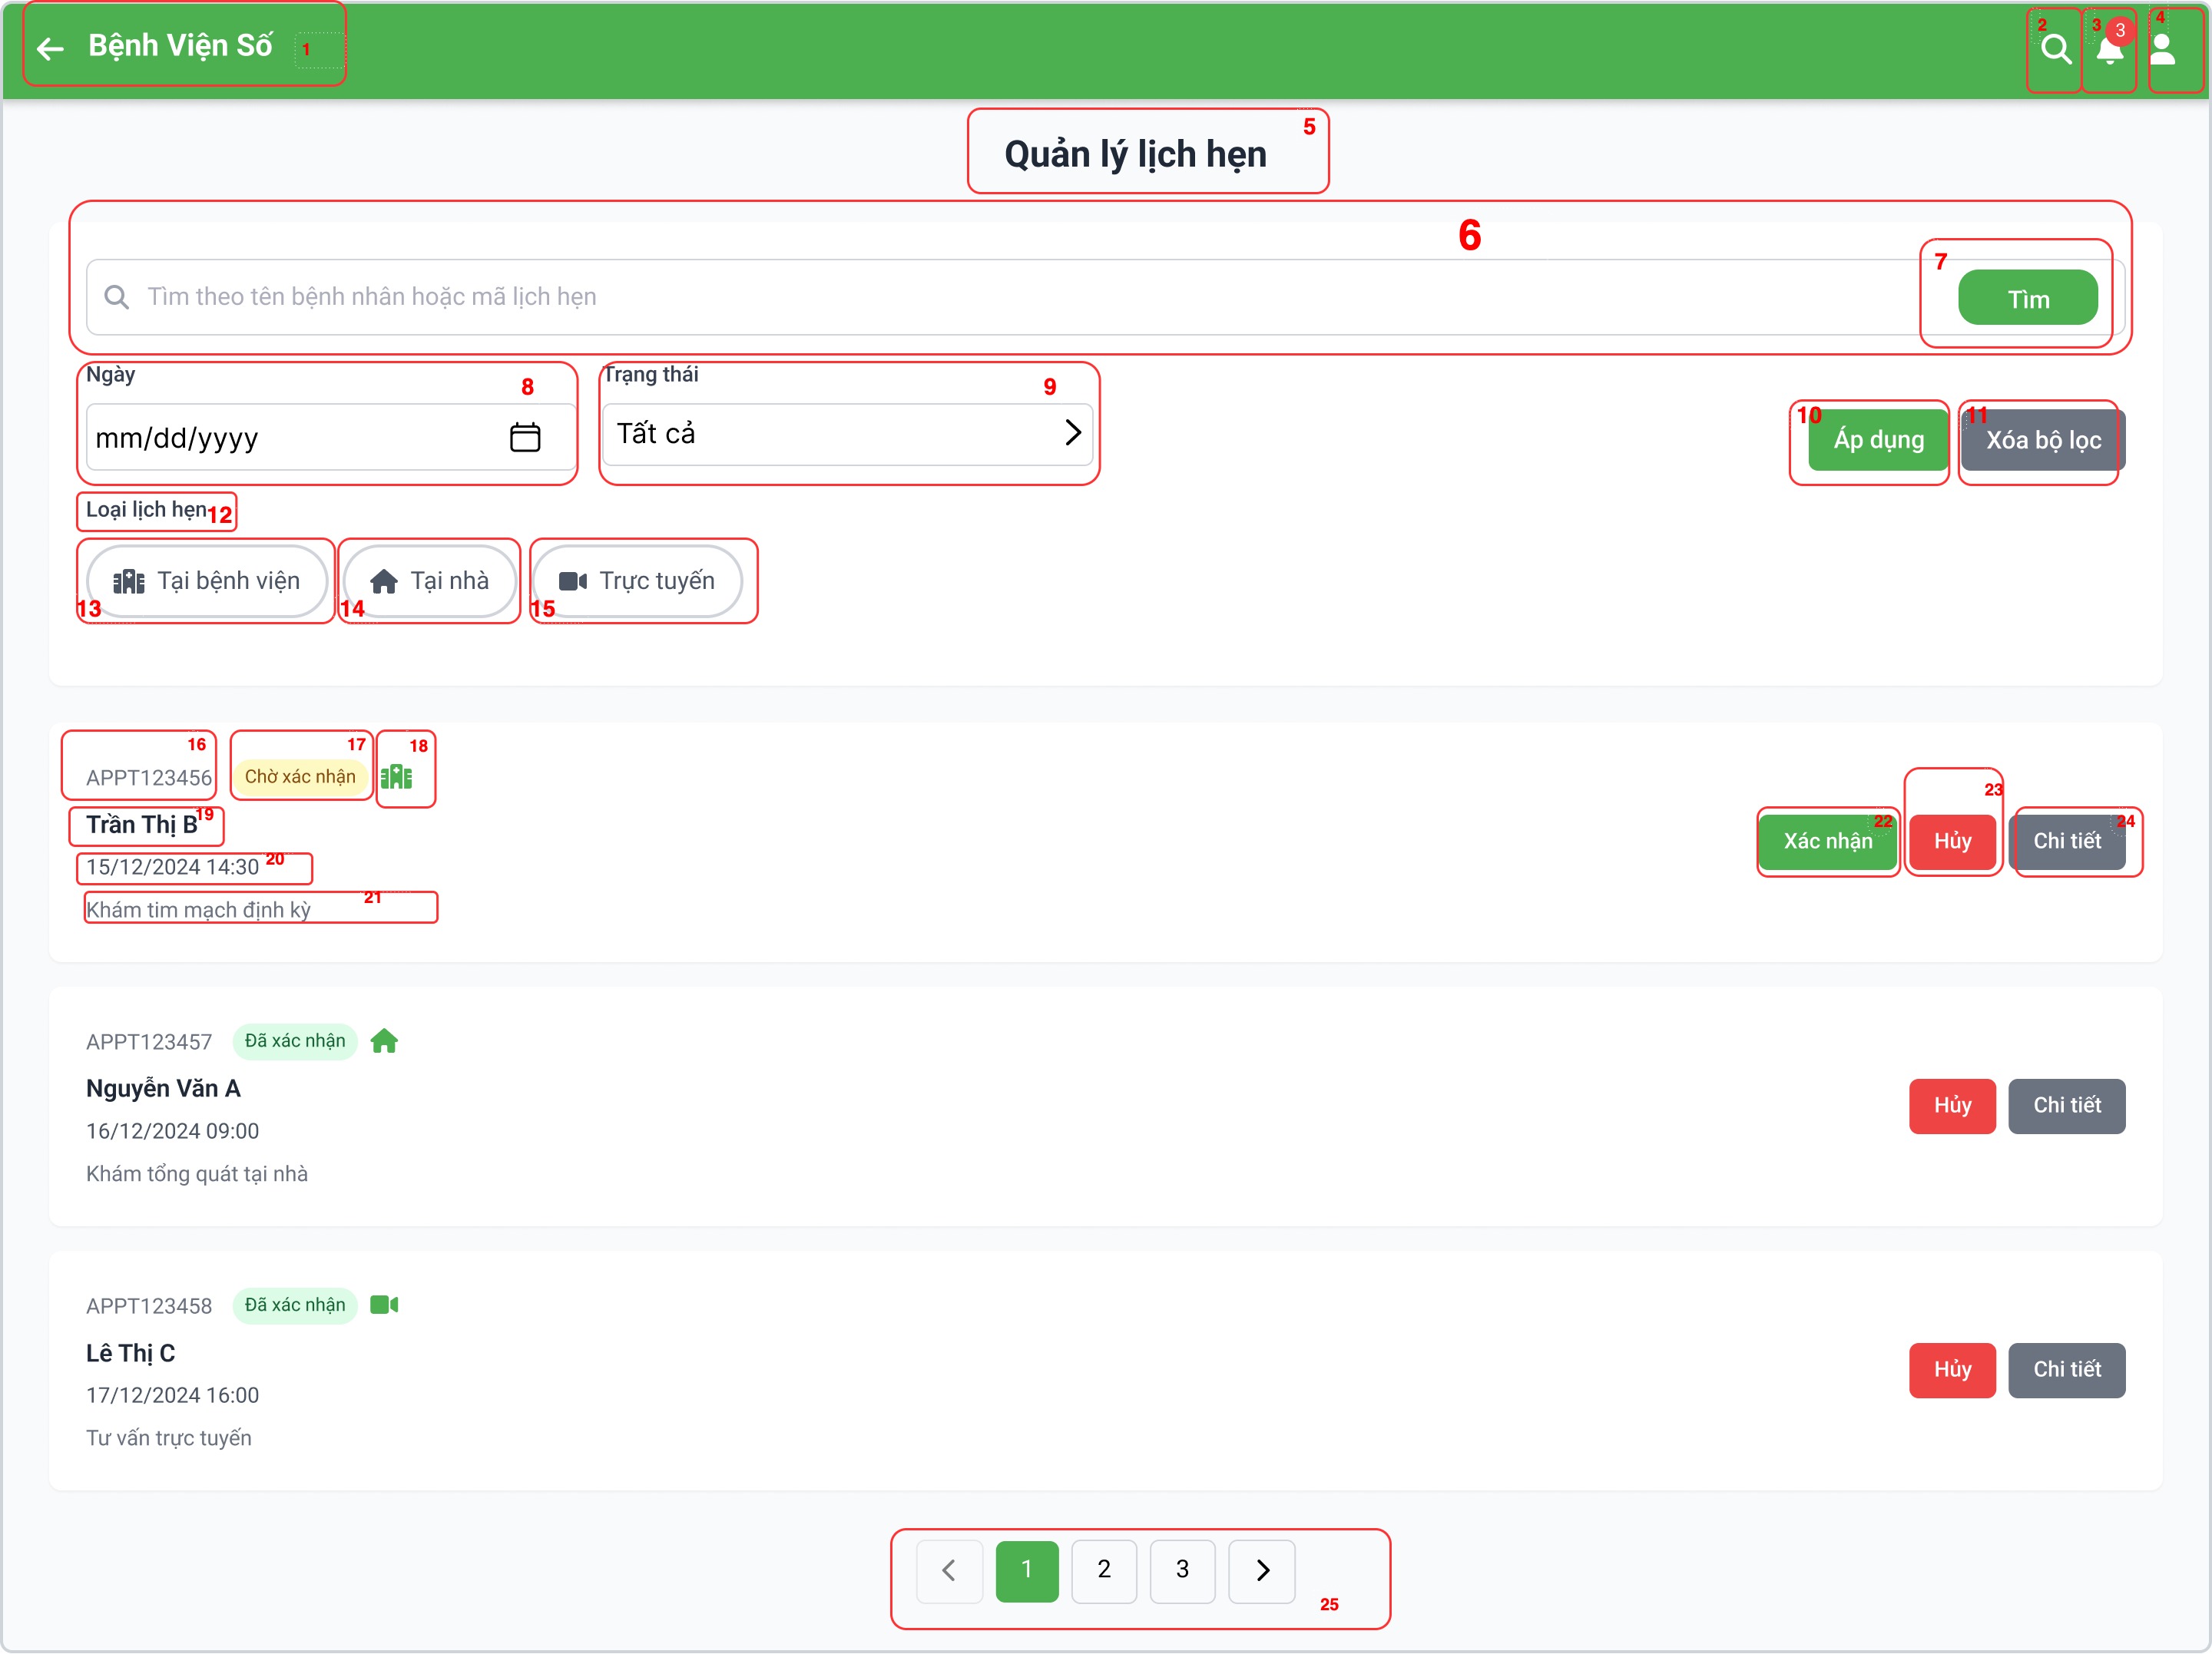 Bệnh Viện Số 1
2 3 3 4
Quản lý lịch hẹn 5
6
Tìm theo tên bệnh nhân hoặc mã lịch hẹn 7 Tìm
Ngày 8 Trạng thái 9
mm/dd/yyyy Tất cả 10 Áp dụng 11 Xóa bộ lọc
Loại lịch hẹn 12
Tại bệnh viện Tại nhà Trực tuyến
13 14 15
16 17 18
APPT123456 Chờ xác nhận
Trần Thị B 19
15/12/2024 14:30 20
Khám tim mạch định kỳ 21
Xác nhận 22 Hủy 23 Chi tiết 24
APPT123457 Đã xác nhận
Nguyễn Văn A
16/12/2024 09:00
Khám tổng quát tại nhà
Hủy Chi tiết
APPT123458 Đã xác nhận
Lê Thị C
17/12/2024 16:00
Tư vấn trực tuyến
Hủy Chi tiết
1 2 3
25